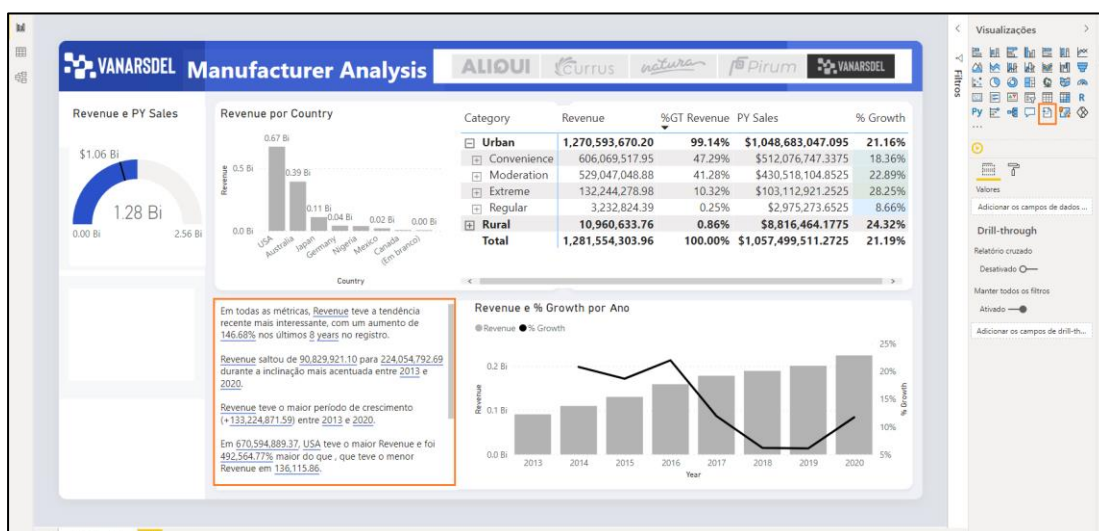 VANARSDEL Manufacturer Analysis
ALIQUI Currus natura Pirum VANARSDEL
Revenue e PY Sales
$1.06 Bi
1.28 Bi
0.00 Bi 2.56 Bi
Revenue por Country
Revenue
0.5 Bi
0.0 Bi
0.67 Bi
0.39 Bi
0.11 Bi
0.04 Bi
0.02 Bi
0.00 Bi
USA
Australia
Japan
Germany
Nigeria
Mexico
Canada
(Em branco)
Country
Category Revenue %GT Revenue PY Sales % Growth
Urban 1,270,593,670.20 99.14% $1,048,683,047.095 21.16%
Convenience 606,069,517.95 47.29% $512,076,747.3375 18.36%
Moderation 529,047,048.88 41.28% $430,518,104.8525 22.89%
Extreme 132,244,278.98 10.32% $103,112,921.2525 28.25%
Regular 3,232,824.39 0.25% $2,975,273.6525 8.66%
Rural 10,960,633.76 0.86% $8,816,464.1775 24.32%
Total 1,281,554,303.96 100.00% $1,057,499,511.2725 21.19%
Em todas as métricas, Revenue teve a tendência
recente mais interessante, com um aumento de
146.68% nos últimos 8 years no registro.
Revenue saltou de 90,829,921.10 para 224,054,792.69
durante a inclinação mais acentuada entre 2013 e
2020.
Revenue teve o maior período de crescimento
(+133,224,871.59) entre 2013 e 2020.
Em 670,594,889.37, USA teve o maior Revenue e foi
492,564.77% maior do que , que teve o menor
Revenue em 136,115.86.
Revenue e % Growth por Ano
Revenue % Growth
Revenue
0.2 Bi
0.1 Bi
0.0 Bi
25%
20%
15%
10%
5%
% Growth
2013 2014 2015 2016 2017 2018 2019 2020
Year
Filtros
Visualizações
R
Py
...
Valores
Adicionar os campos de dados ...
Drill-through
Relatório cruzado
Desativado
Manter todos os filtros
Ativado
Adicionar os campos de drill-th...